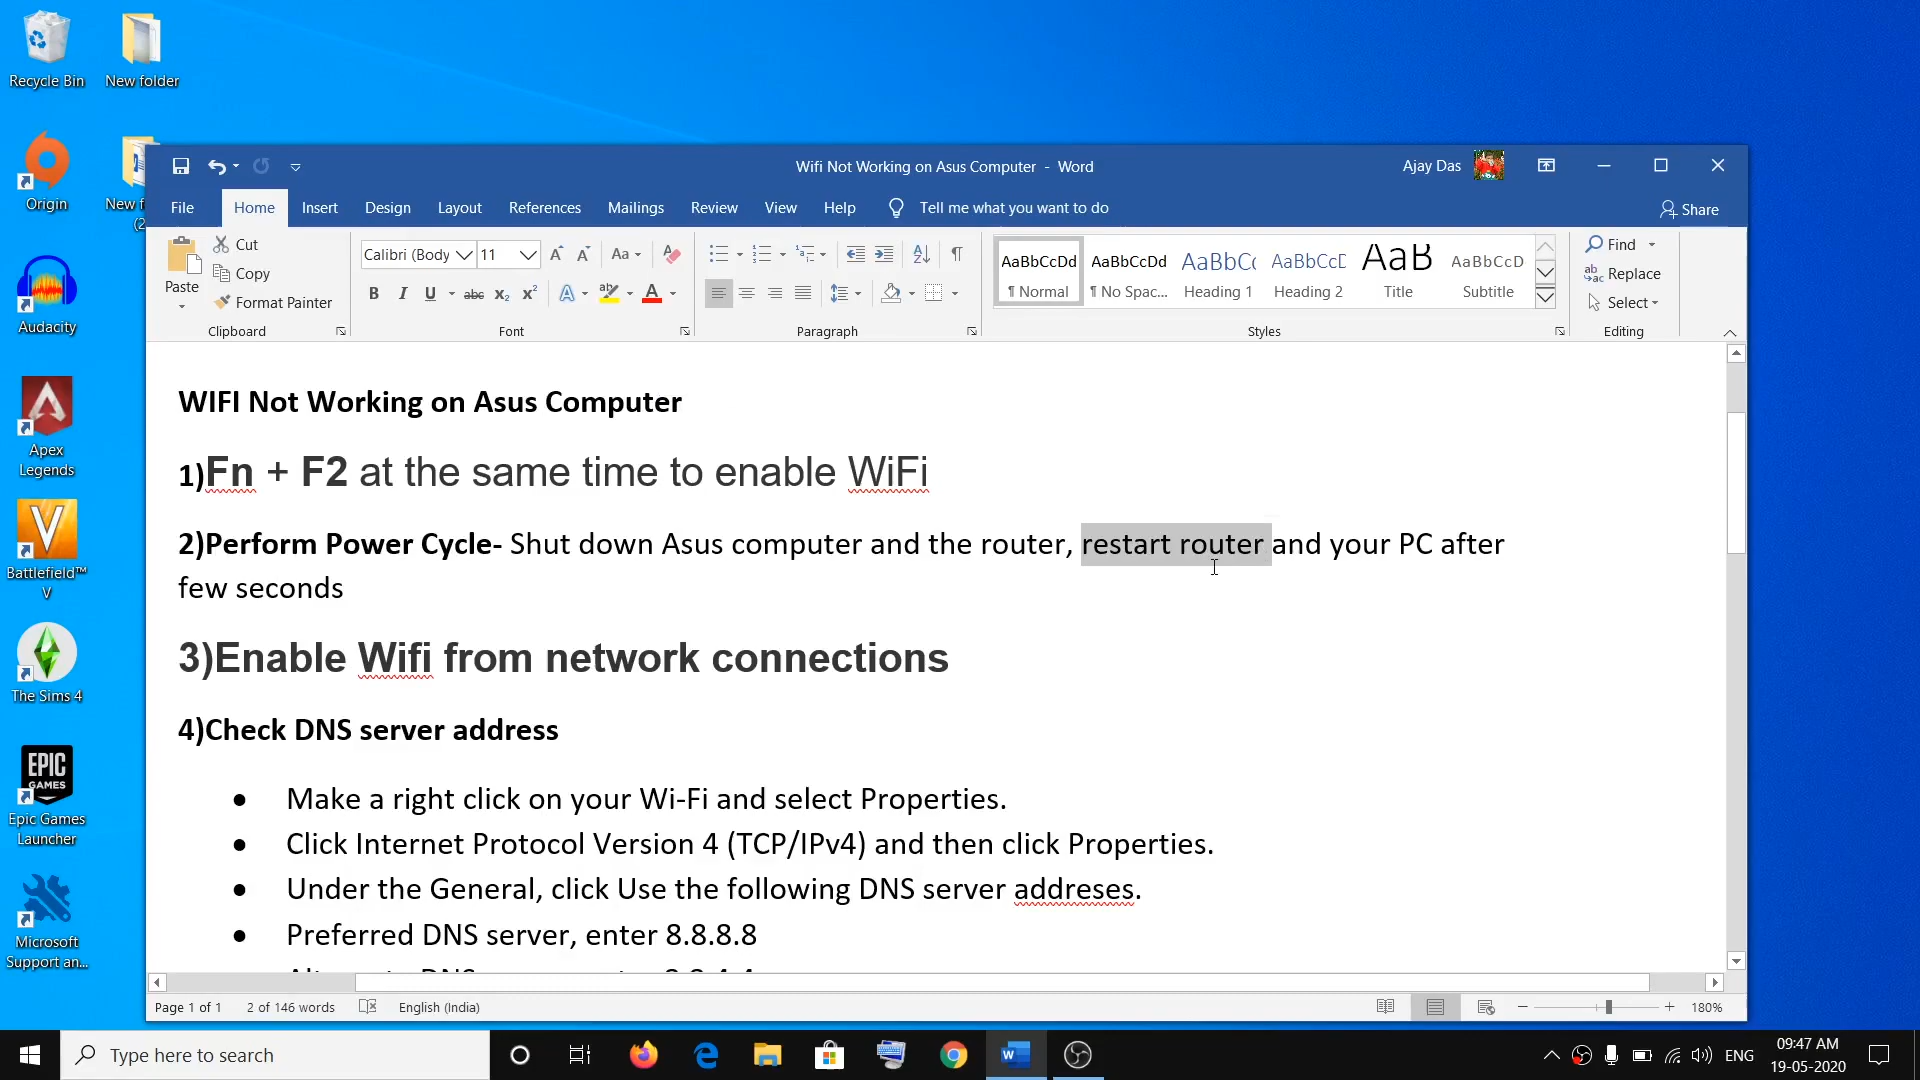 Recycle Bin
New folder
Origin
Audacity
Apex
Legends
Battlefield™
V
The Sims 4
EPIC
GAMES
Epic Games
Launcher
Microsoft
Support an...
Wifi Not Working on Asus Computer - Word
Ajay Das
File Home Insert Design Layout References Mailings Review View Help Tell me what you want to do Share
Paste
Cut
Copy
Format Painter
Clipboard
Calibri (Body 11
Font
Paragraph
AaBbCcDd AaBbCcDd AaBbC AaBbCcD AaB AaBbCcD
¶ Normal ¶ No Spac... Heading 1 Heading 2 Title Subtitle
Styles
Find
Replace
Select
Editing
WIFI Not Working on Asus Computer
1)Fn + F2 at the same time to enable WiFi
2)Perform Power Cycle- Shut down Asus computer and the router, restart router and your PC after
few seconds
3)Enable Wifi from network connections
4)Check DNS server address
● Make a right click on your Wi-Fi and select Properties.
● Click Internet Protocol Version 4 (TCP/IPv4) and then click Properties.
● Under the General, click Use the following DNS server addreses.
● Preferred DNS server, enter 8.8.8.8
Page 1 of 1 2 of 146 words English (India) 180%
Type here to search
ENG
09:47 AM
19-05-2020